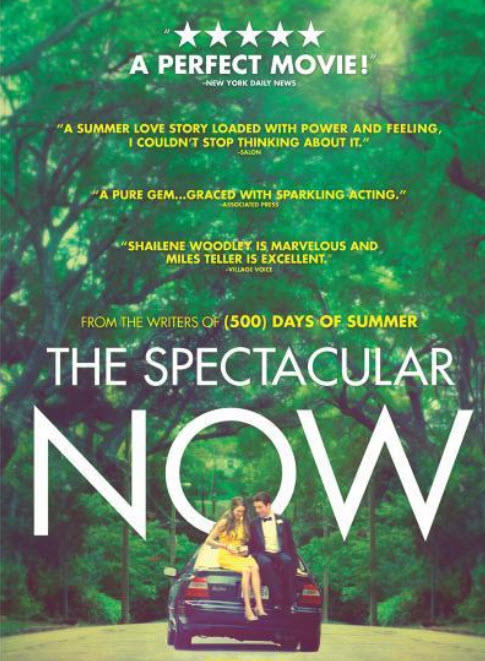 "★★★★★
A PERFECT MOVIE!"
-NEW YORK DAILY NEWS
"A SUMMER LOVE STORY LOADED WITH POWER AND FEELING,
I COULDN'T STOP THINKING ABOUT IT."
-SALON
"A PURE GEM...GRACED WITH SPARKLING ACTING."
-ASSOCIATED PRESS
"SHAILENE WOODLEY IS MARVELOUS AND
MILES TELLER IS EXCELLENT."
-VILLAGE VOICE
FROM THE WRITERS OF (500) DAYS OF SUMMER
THE SPECTACULAR
NOW